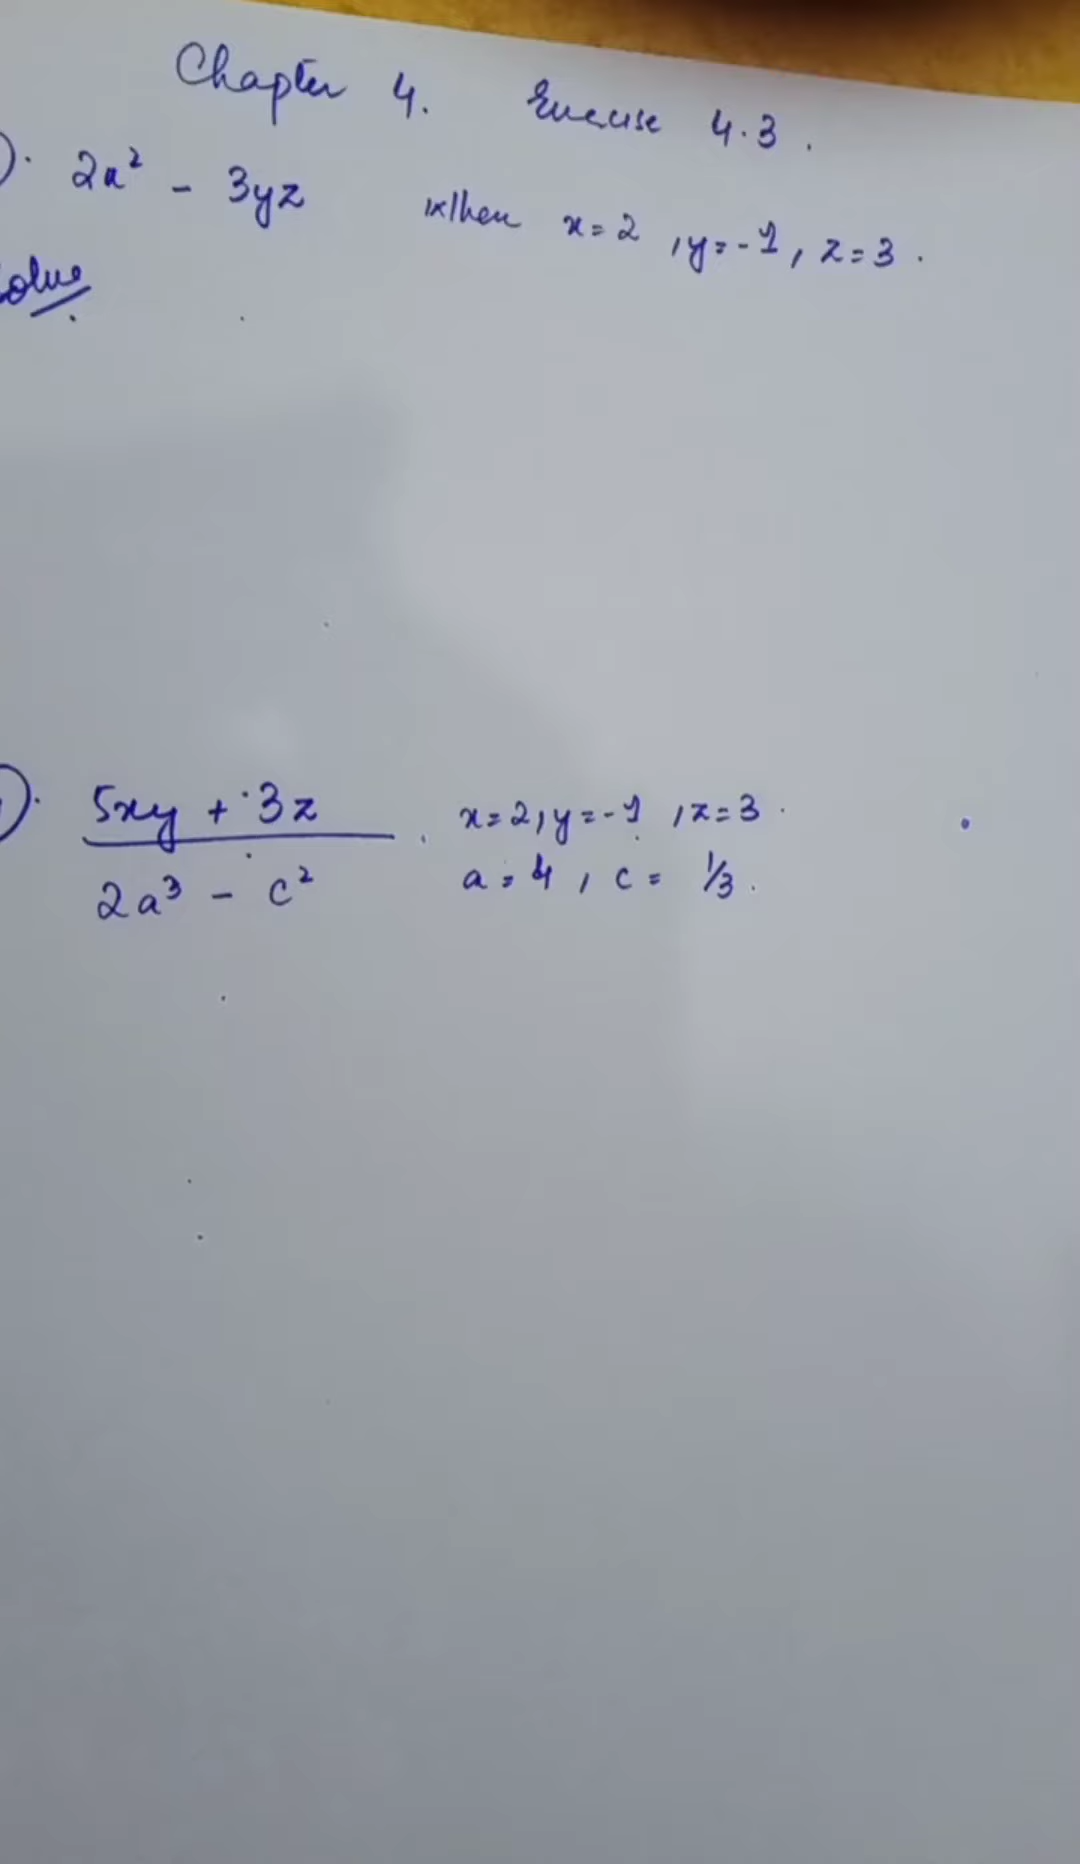 Chapter 4. Exercise 4.3.
). 2x² - 3yz when x=2, y=-1, z=3.
Solve
). 5xy + 3z x=2, y=-1, z=3.
2a³ - c² a=4, c= 1/3.